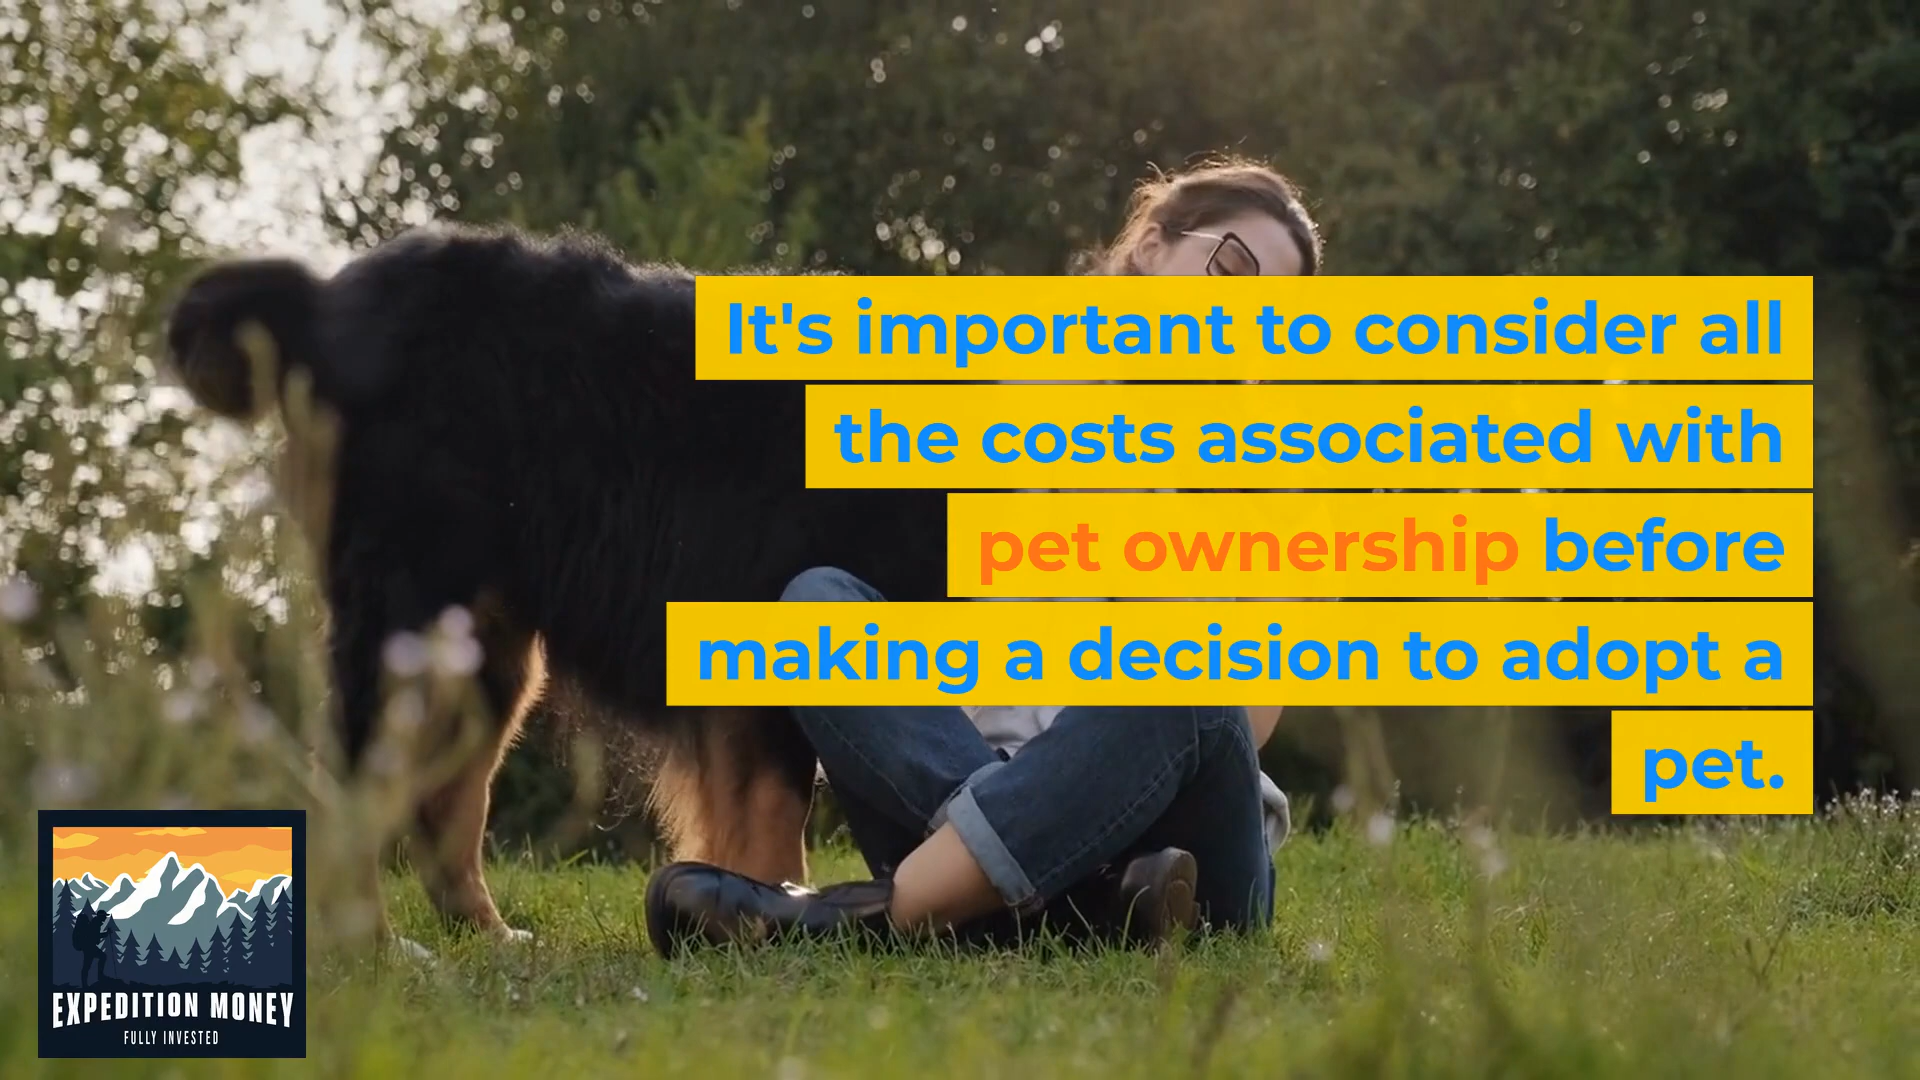 It's important to consider all
the costs associated with
pet ownership before
making a decision to adopt a
pet.
EXPEDITION MONEY
FULLY INVESTED